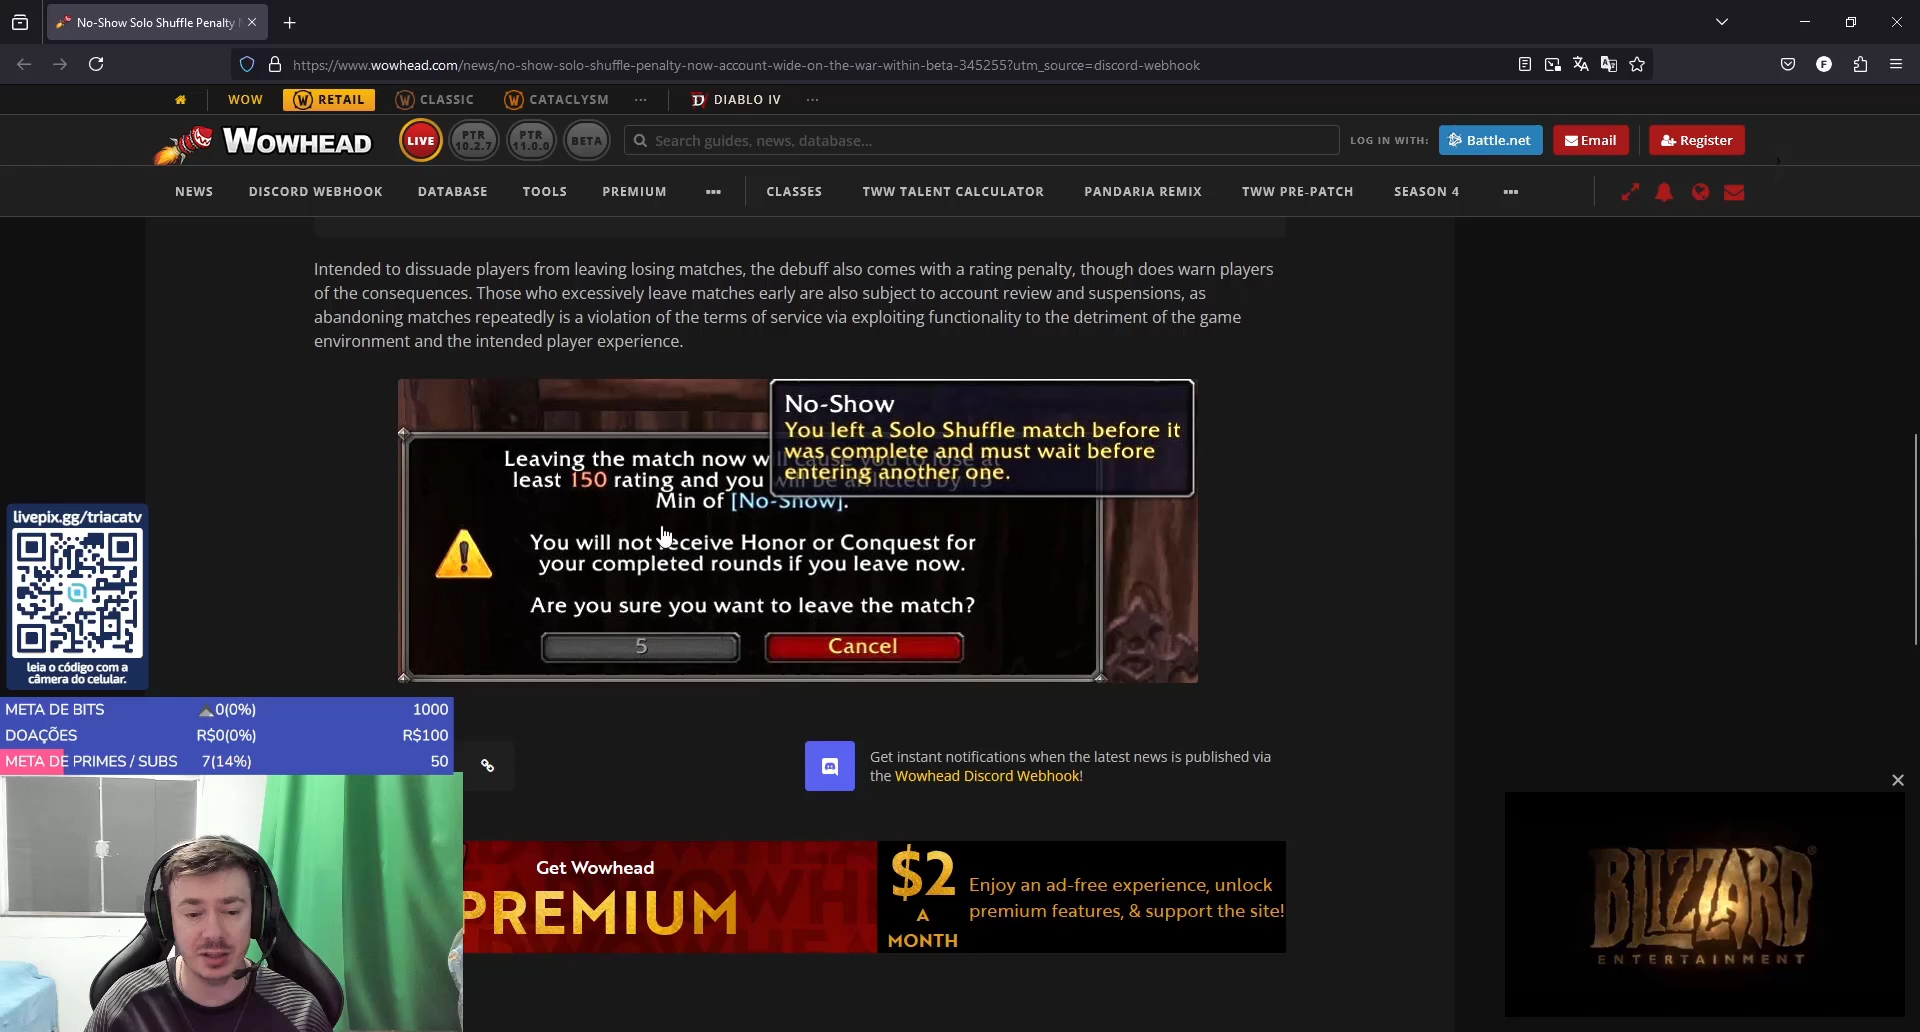 No-Show Solo Shuffle Penalty
https://www.wowhead.com/news/no-show-solo-shuffle-penalty-now-account-wide-on-the-war-within-beta-345255?utm_source=discord-webhook
WOW RETAIL CLASSIC CATACLYSM ... DIABLO IV ...
WOWHEAD LIVE PTR 10.2.7 PTR 11.0.0 BETA Search guides, news, database... LOG IN WITH: Battle.net Email Register
NEWS DISCORD WEBHOOK DATABASE TOOLS PREMIUM ... CLASSES TWW TALENT CALCULATOR PANDARIA REMIX TWW PRE-PATCH SEASON 4 ...
Intended to dissuade players from leaving losing matches, the debuff also comes with a rating penalty, though does warn players
of the consequences. Those who excessively leave matches early are also subject to account review and suspensions, as
abandoning matches repeatedly is a violation of the terms of service via exploiting functionality to the detriment of the game
environment and the intended player experience.
No-Show
You left a Solo Shuffle match before it
was complete and must wait before
entering another one.
Leaving the match now will cause you to lose at
least 150 rating and you will be afflicted by 15
Min of [No-Show].
You will not receive Honor or Conquest for
your completed rounds if you leave now.
Are you sure you want to leave the match?
5 Cancel
livepix.gg/triacatv
leia o código com a
câmera do celular.
META DE BITS 0(0%) 1000
DOAÇÕES R$0(0%) R$100
META DE PRIMES / SUBS 7(14%) 50
Get instant notifications when the latest news is published via
the Wowhead Discord Webhook!
Get Wowhead
PREMIUM
$2
A
MONTH
Enjoy an ad-free experience, unlock
premium features, & support the site!
BLIZZARD
ENTERTAINMENT